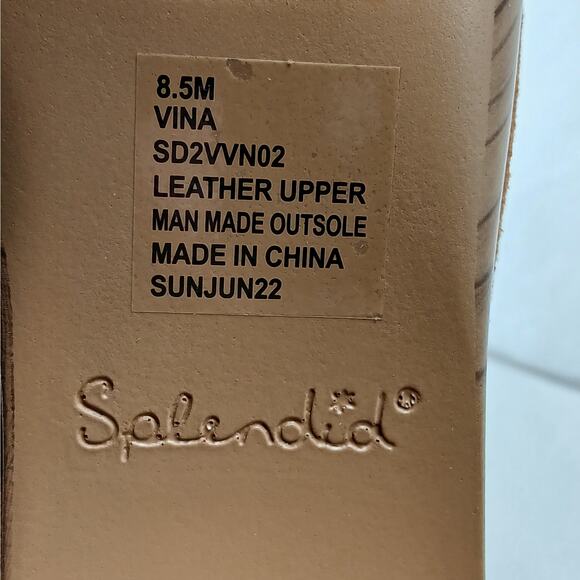 8.5M
VINA
SD2VVN02
LEATHER UPPER
MAN MADE OUTSOLE
MADE IN CHINA
SUNJUN22
Splendid®